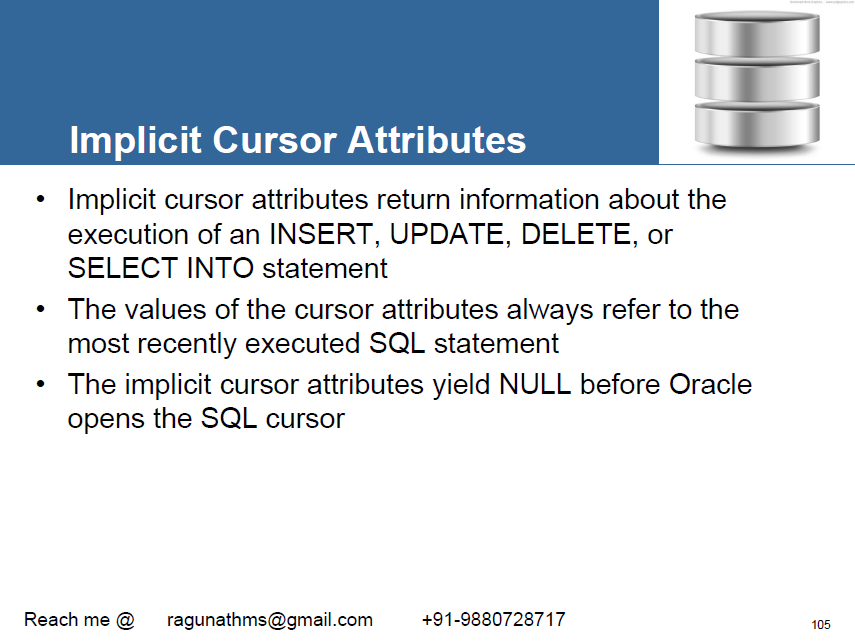 Implicit Cursor Attributes
• Implicit cursor attributes return information about the
execution of an INSERT, UPDATE, DELETE, or
SELECT INTO statement
• The values of the cursor attributes always refer to the
most recently executed SQL statement
• The implicit cursor attributes yield NULL before Oracle
opens the SQL cursor
Reach me @ ragunathms@gmail.com +91-9880728717
105